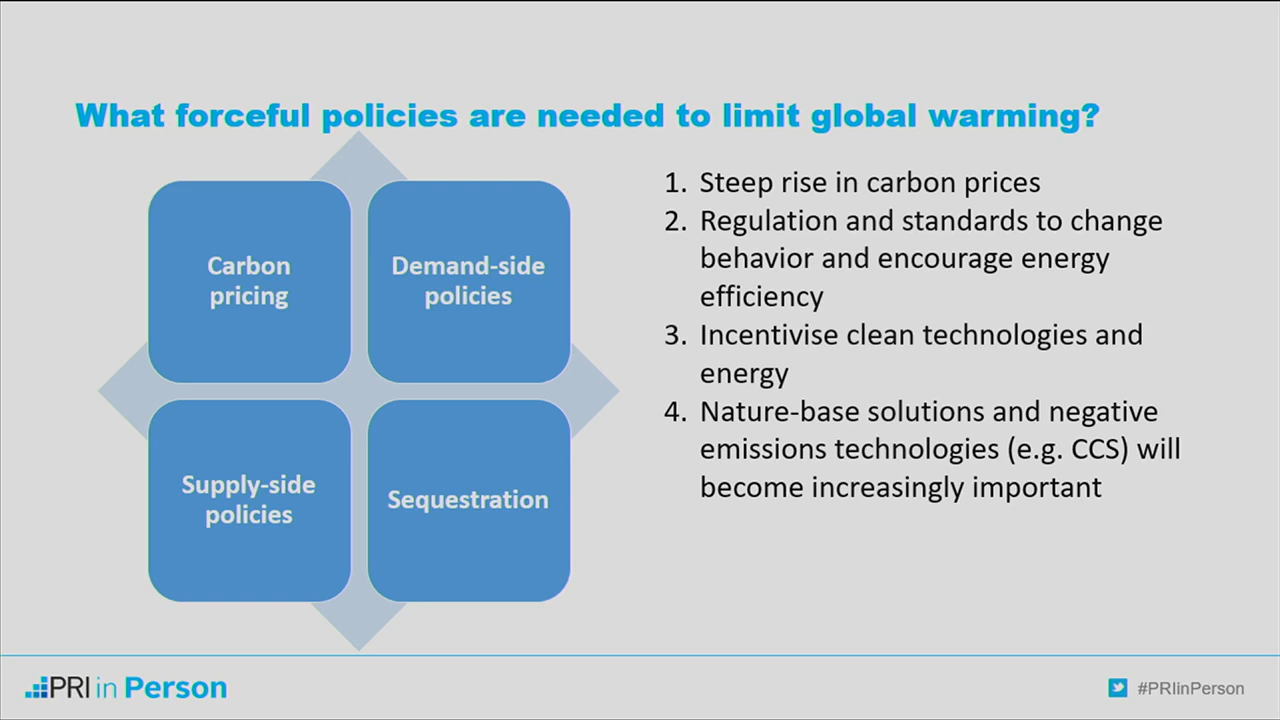 What forceful policies are needed to limit global warming?
Carbon
pricing
Demand-side
policies
Supply-side
policies
Sequestration
1. Steep rise in carbon prices
2. Regulation and standards to change
behavior and encourage energy
efficiency
3. Incentivise clean technologies and
energy
4. Nature-base solutions and negative
emissions technologies (e.g. CCS) will
become increasingly important
PRI in Person
#PRIinPerson